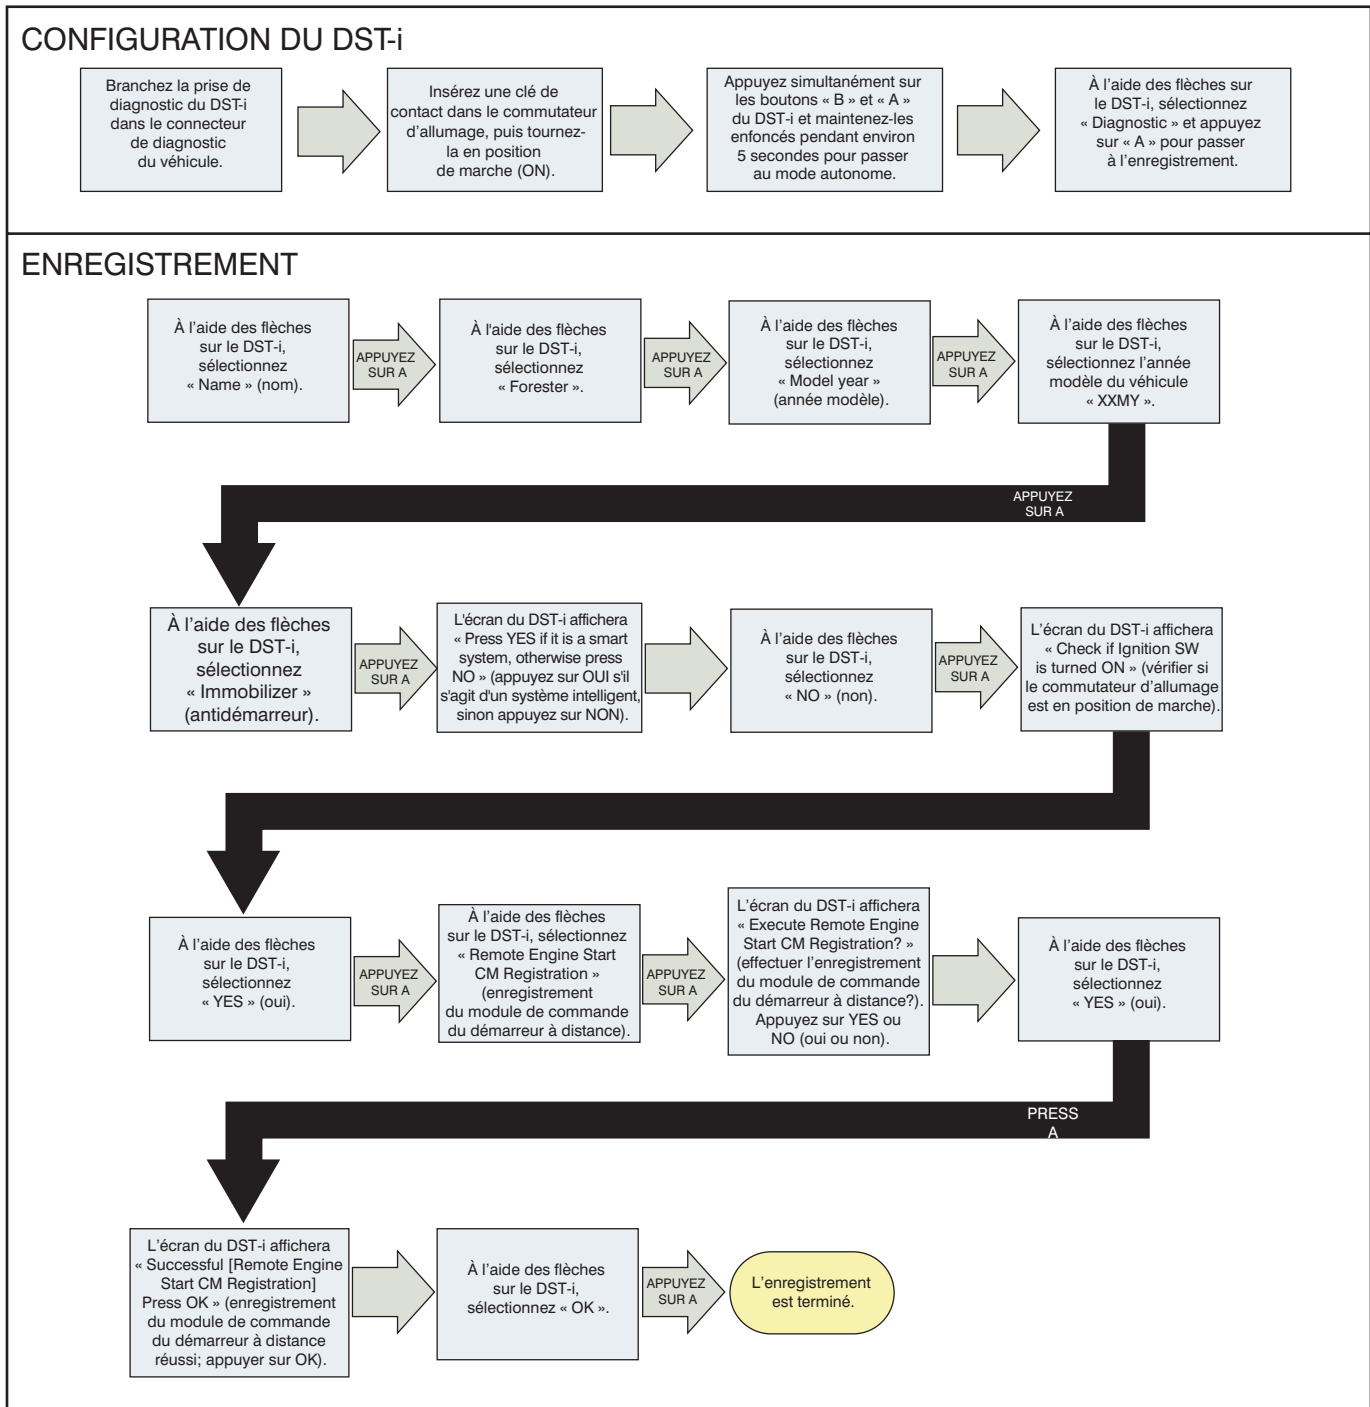 CONFIGURATION DU DST-i
Branchez la prise de
diagnostic du DST-i
dans le connecteur
de diagnostic
du véhicule.
Insérez une clé de
contact dans le commutateur
d’allumage, puis tournez-
la en position
de marche (ON).
Appuyez simultanément sur
les boutons « B » et « A »
du DST-i et maintenez-les
enfoncés pendant environ
5 secondes pour passer
au mode autonome.
À l’aide des flèches sur
le DST-i, sélectionnez
« Diagnostic » et appuyez
sur « A » pour passer
à l’enregistrement.
ENREGISTREMENT
À l’aide des flèches
sur le DST-i,
sélectionnez
« Name » (nom).
APPUYEZ
SUR A
À l'aide des flèches
sur le DST-i,
sélectionnez
« Forester ».
APPUYEZ
SUR A
À l’aide des flèches
sur le DST-i,
sélectionnez
« Model year »
(année modèle).
APPUYEZ
SUR A
À l’aide des flèches
sur le DST-i,
sélectionnez l’année
modèle du véhicule
« XXMY ».
APPUYEZ
SUR A
À l’aide des flèches
sur le DST-i,
sélectionnez
« Immobilizer »
(antidémarreur).
APPUYEZ
SUR A
L'écran du DST-i affichera
« Press YES if it is a smart
system, otherwise press
NO » (appuyez sur OUI s'il
s'agit d'un système intelligent,
sinon appuyez sur NON).
À l’aide des flèches
sur le DST-i,
sélectionnez
« NO » (non).
APPUYEZ
SUR A
L’écran du DST-i affichera
« Check if Ignition SW
is turned ON » (vérifier si
le commutateur d’allumage
est en position de marche).
À l’aide des flèches
sur le DST-i,
sélectionnez
« YES » (oui).
APPUYEZ
SUR A
À l’aide des flèches
sur le DST-i, sélectionnez
« Remote Engine Start
CM Registration »
(enregistrement
du module de commande
du démarreur à distance).
APPUYEZ
SUR A
L’écran du DST-i affichera
« Execute Remote Engine
Start CM Registration? »
(effectuer l’enregistrement
du module de commande
du démarreur à distance?).
Appuyez sur YES ou
NO (oui ou non).
À l’aide des flèches
sur le DST-i,
sélectionnez
« YES » (oui).
PRESS
A
L’écran du DST-i affichera
« Successful [Remote Engine
Start CM Registration]
Press OK » (enregistrement
du module de commande
du démarreur à distance
réussi; appuyer sur OK).
À l’aide des flèches
sur le DST-i,
sélectionnez « OK ».
APPUYEZ
SUR A
L’enregistrement
est terminé.